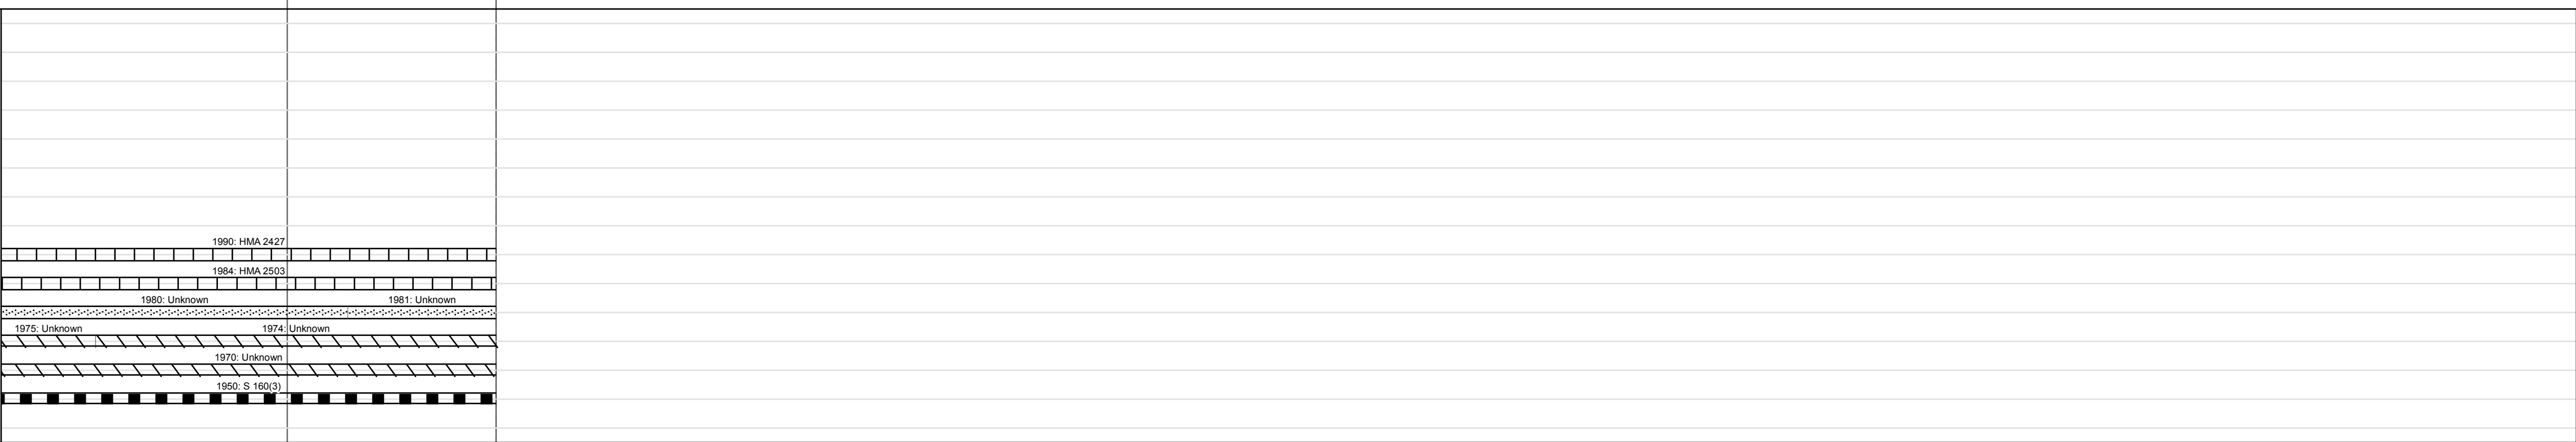 1990: HMA 2427
1984: HMA 2503
1980: Unknown 1981: Unknown
1975: Unknown 1974: Unknown
1970: Unknown
1950: S 160(3)